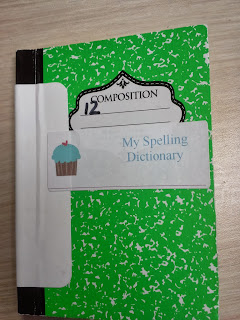 COMPOSITION
12
My Spelling
Dictionary